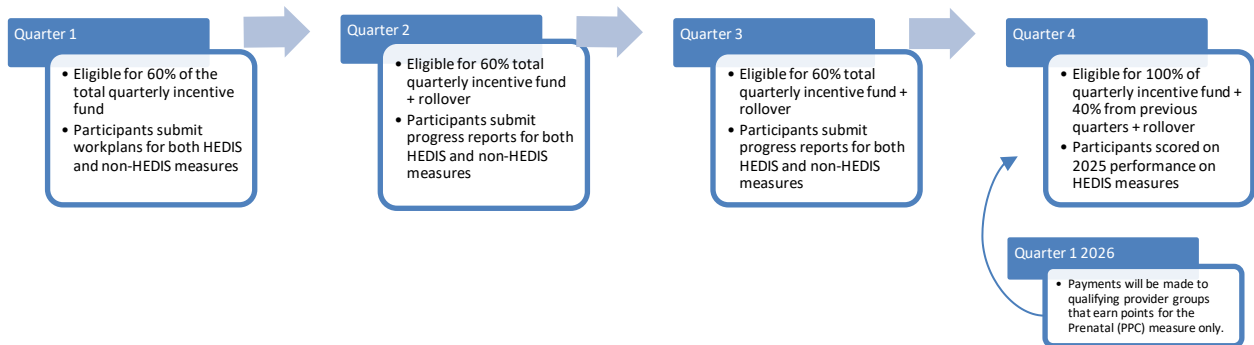 Quarter 1
• Eligible for 60% of the
total quarterly incentive
fund
• Participants submit
workplans for both HEDIS
and non-HEDIS measures
Quarter 2
• Eligible for 60% total
quarterly incentive fund
+ rollover
• Participants submit
progress reports for both
HEDIS and non-HEDIS
measures
Quarter 3
• Eligible for 60% total
quarterly incentive fund +
rollover
• Participants submit
progress reports for both
HEDIS and non-HEDIS
measures
Quarter 4
• Eligible for 100% of
quarterly incentive fund +
40% from previous
quarters + rollover
• Participants scored on
2025 performance on
HEDIS measures
Quarter 1 2026
• Payments will be made to
qualifying provider groups
that earn points for the
Prenatal (PPC) measure only.